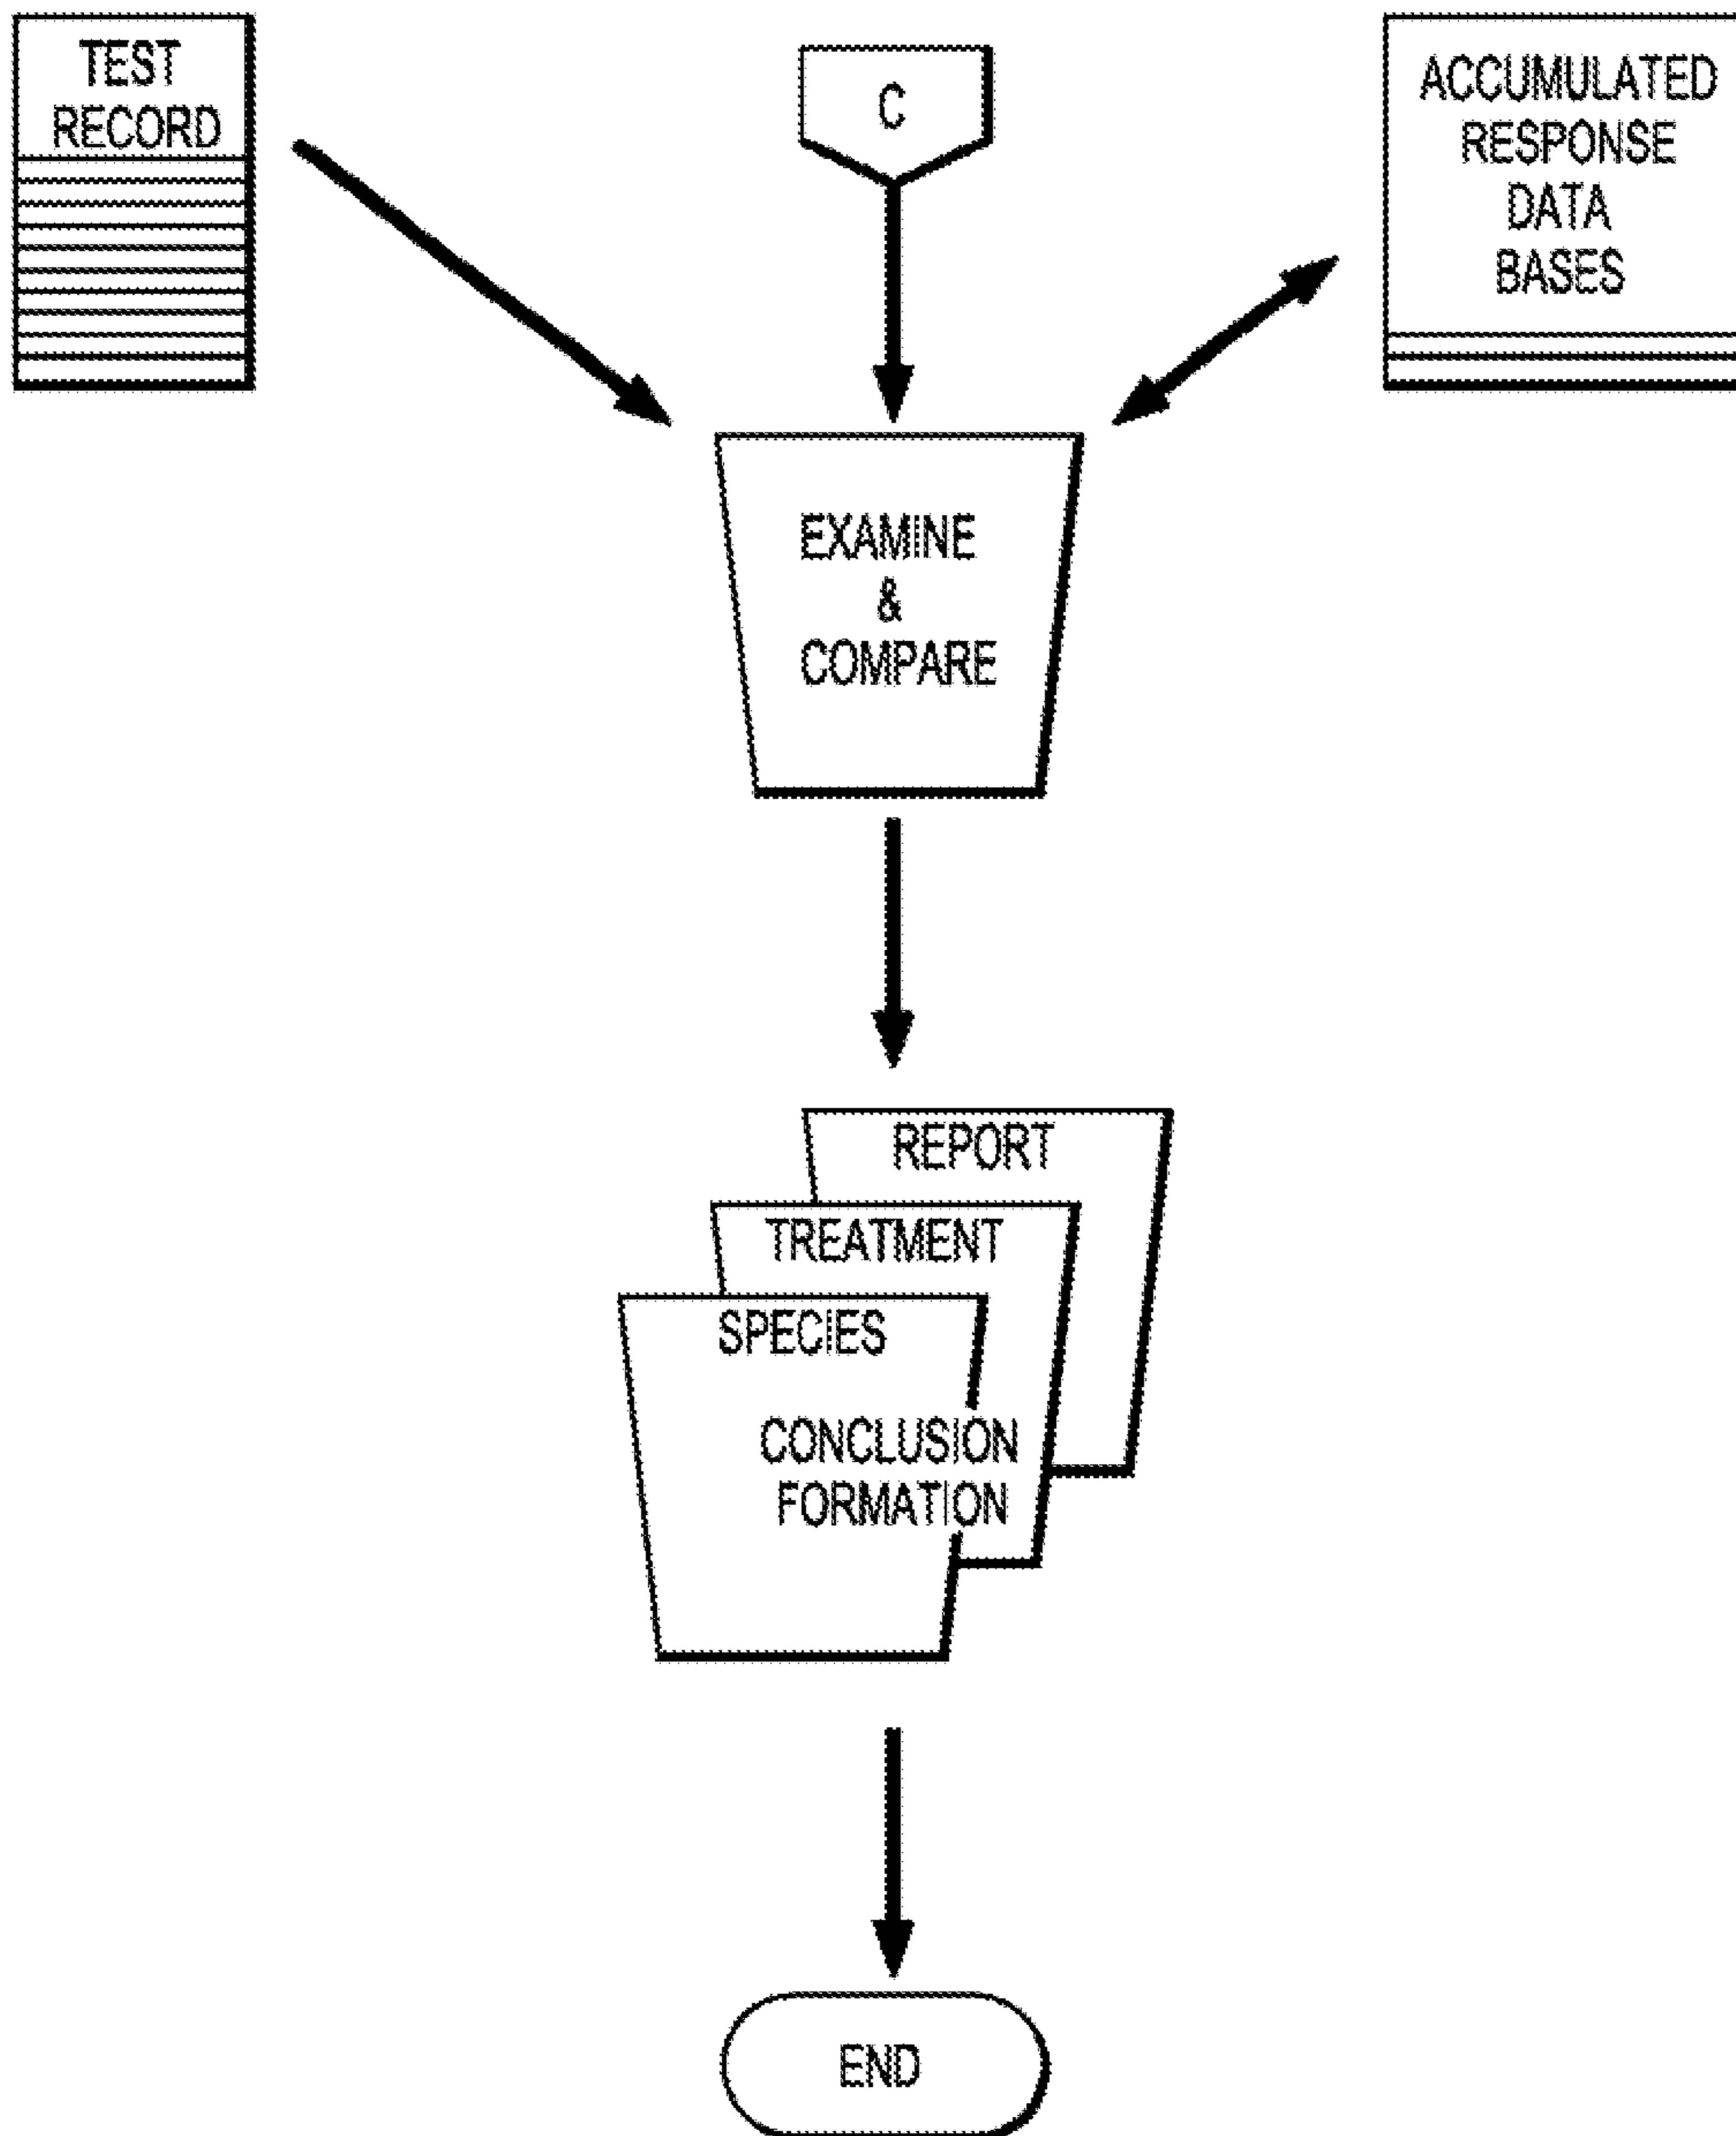 TEST
RECORD
C
ACCUMULATED
RESPONSE
DATA
BASES
EXAMINE
&
COMPARE
REPORT
TREATMENT
SPECIES
CONCLUSION
FORMATION
END